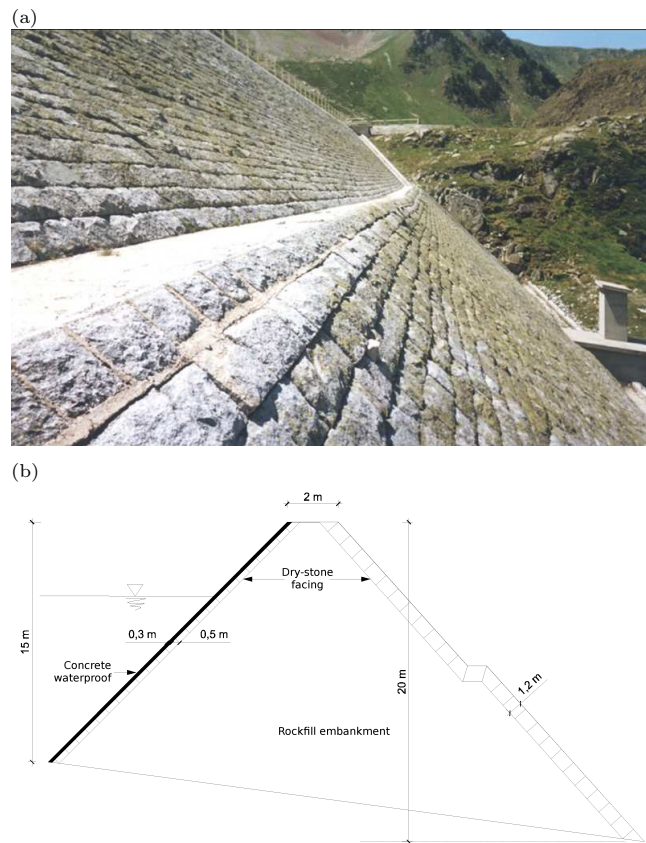 (a)
(b)
2 m
Dry-stone
facing
15 m
0,3 m
0,5 m
20 m
Concrete
waterproof
1,2 m
Rockfill embankment